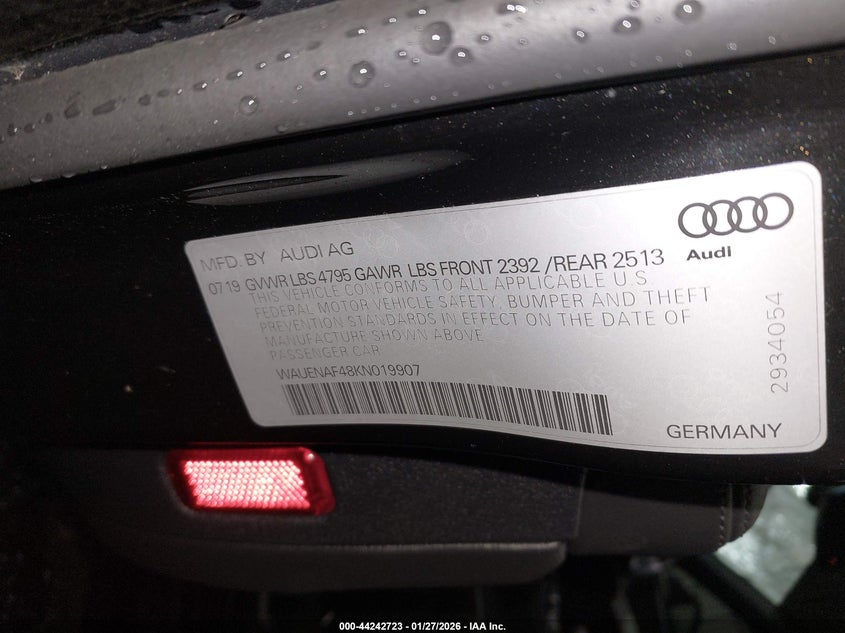 MFD. BY AUDI AG
07 19 GVWR LBS 4795 GAWR LBS FRONT 2392 /REAR 2513
THIS VEHICLE CONFORMS TO ALL APPLICABLE U.S.
FEDERAL MOTOR VEHICLE SAFETY, BUMPER AND THEFT
PREVENTION STANDARDS IN EFFECT ON THE DATE OF
MANUFACTURE SHOWN ABOVE
PASSENGER CAR
WAUENAF48KN019907
Audi
2934054
GERMANY
000-44242723 - 01/27/2026 - IAA Inc.